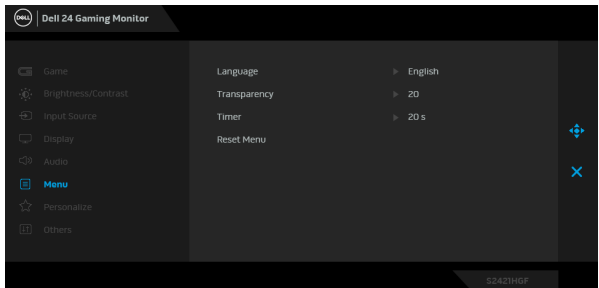 DELL Dell 24 Gaming Monitor
Game
Brightness/Contrast
Input Source
Display
Audio
Menu
Personalize
Others
Language English
Transparency 20
Timer 20 s
Reset Menu
S2421HGF